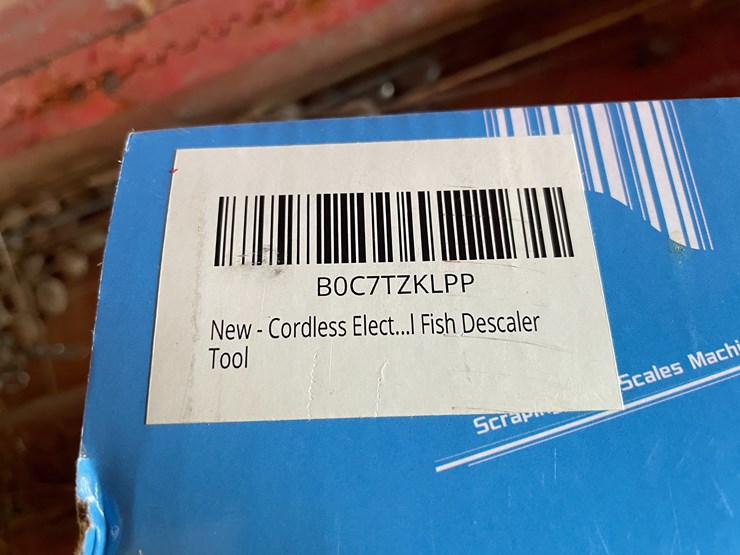 B0C7TZKLPP
New - Cordless Elect...l Fish Descaler
Tool
Scales Machi